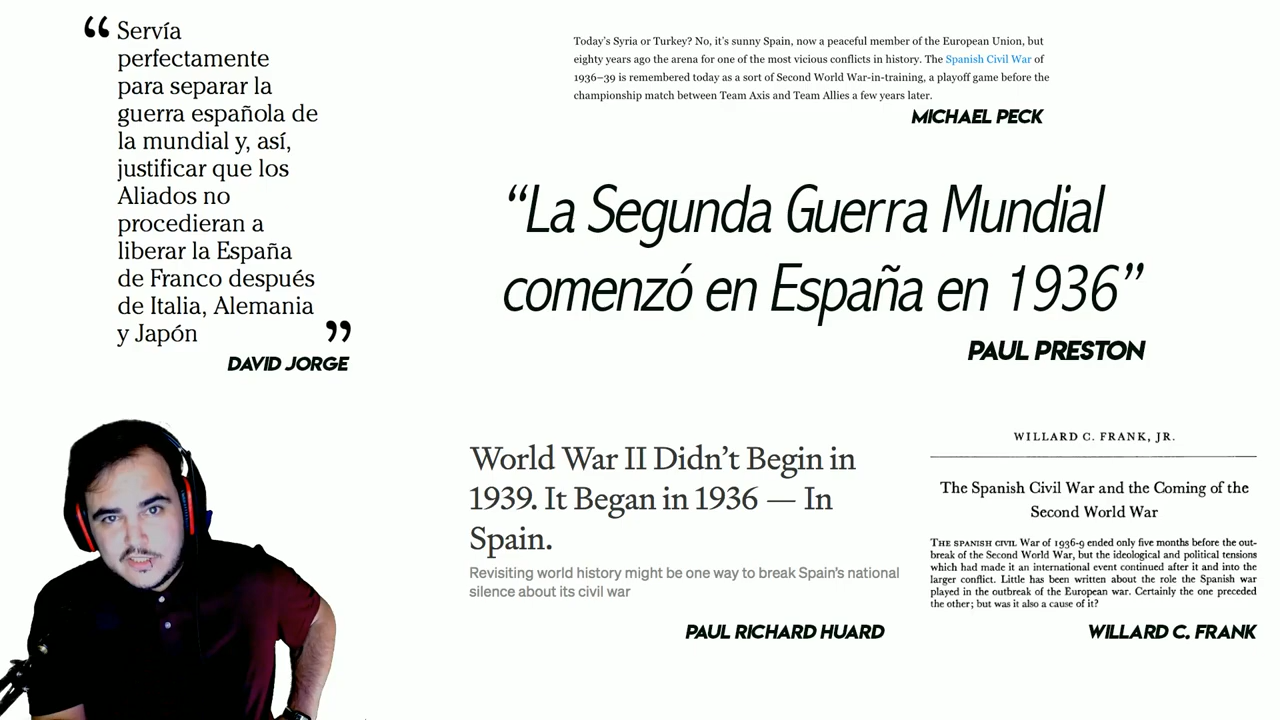 “ Servía
perfectamente
para separar la
guerra española de
la mundial y, así,
justificar que los
Aliados no
procedieran a
liberar la España
de Franco después
de Italia, Alemania
y Japón ”
DAVID JORGE
Today's Syria or Turkey? No, it's sunny Spain, now a peaceful member of the European Union, but
eighty years ago the arena for one of the most vicious conflicts in history. The Spanish Civil War of
1936–39 is remembered today as a sort of Second World War-in-training, a playoff game before the
championship match between Team Axis and Team Allies a few years later.
MICHAEL PECK
“La Segunda Guerra Mundial
comenzó en España en 1936”
PAUL PRESTON
World War II Didn't Begin in
1939. It Began in 1936 — In
Spain.
Revisiting world history might be one way to break Spain's national
silence about its civil war
PAUL RICHARD HUARD
WILLARD C. FRANK, JR.
The Spanish Civil War and the Coming of the
Second World War
THE SPANISH CIVIL War of 1936-9 ended only five months before the out-
break of the Second World War, but the ideological and political tensions
which had made it an international event continued after it and into the
larger conflict. Little has been written about the role the Spanish war
played in the outbreak of the European war. Certainly the one preceded
the other; but was it also a cause of it?
WILLARD C. FRANK